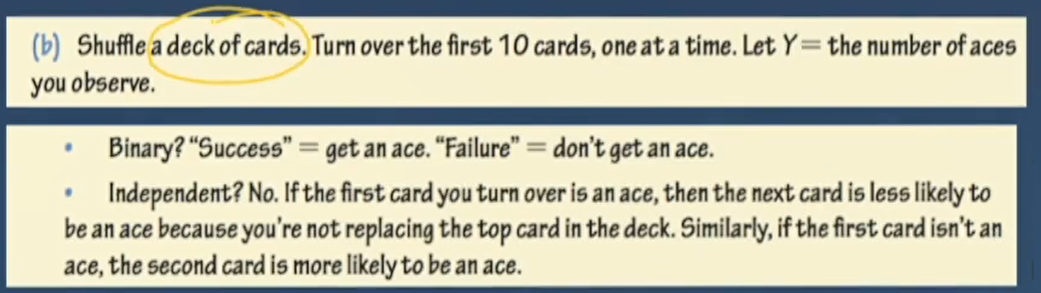 (b) Shuffle a deck of cards. Turn over the first 10 cards, one at a time. Let Y = the number of aces
you observe.
• Binary? “Success” = get an ace. “Failure” = don’t get an ace.
• Independent? No. If the first card you turn over is an ace, then the next card is less likely to
be an ace because you’re not replacing the top card in the deck. Similarly, if the first card isn’t an
ace, the second card is more likely to be an ace.